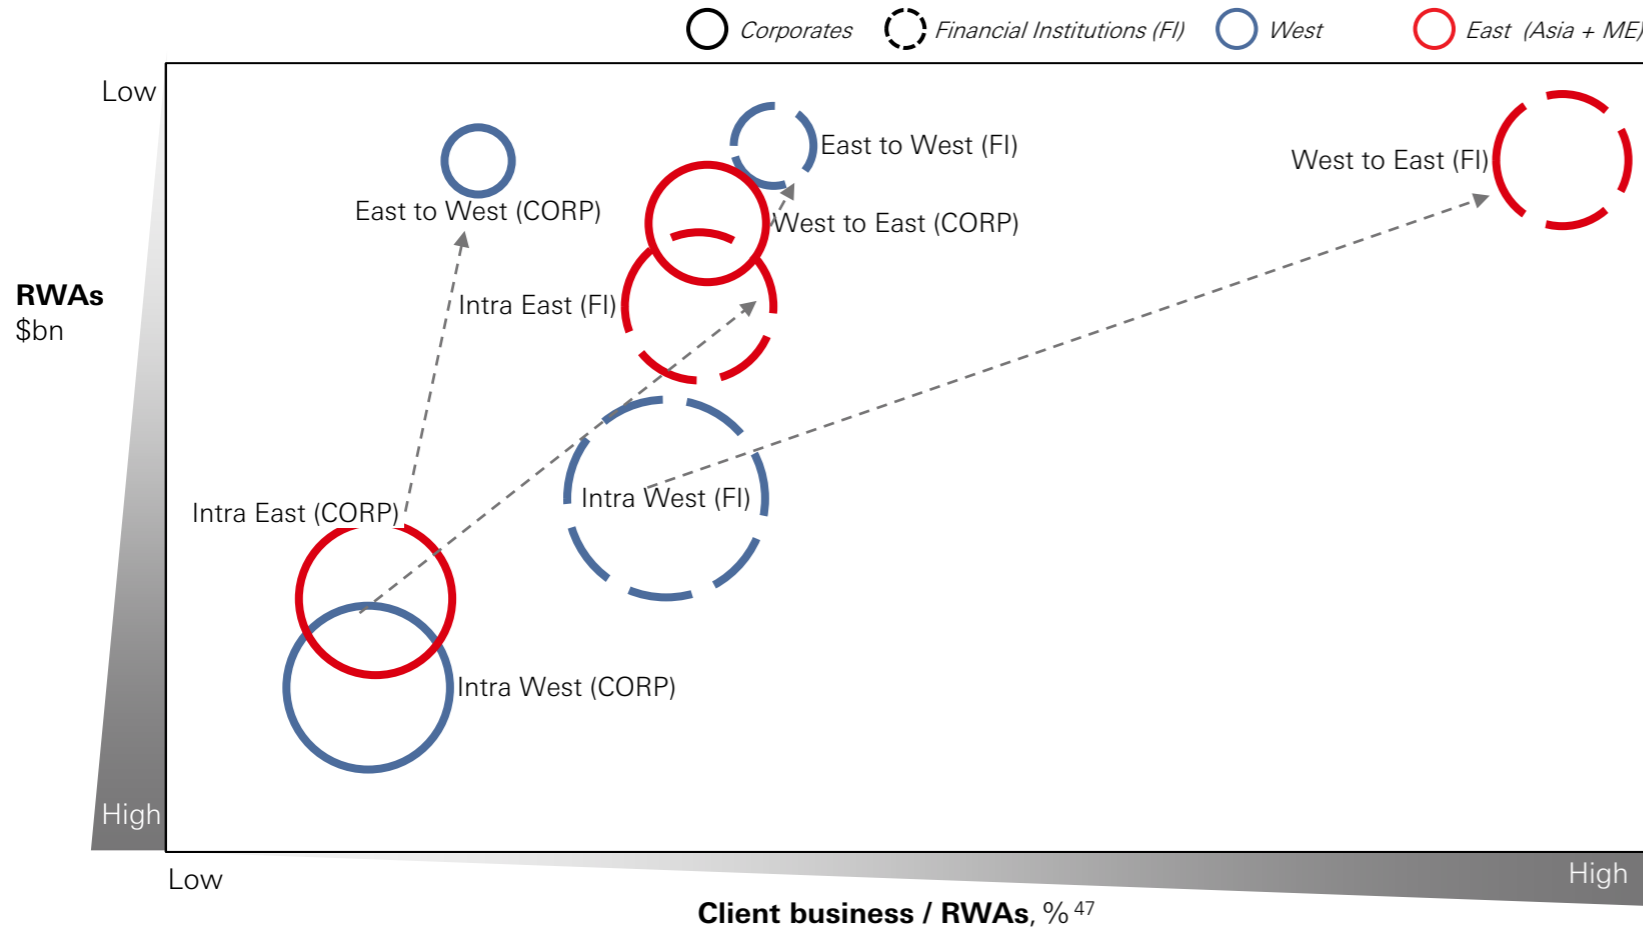 Corporates
Financial Institutions (FI)
West
East (Asia + ME)
Low
East to West (FI)
West to East (FI)
East to West (CORP)
West to East (CORP)
RWAs
$bn
Intra East (FI)
Intra West (FI)
Intra East (CORP)
Intra West (CORP)
High
Low
High
Client business / RWAs, % 47